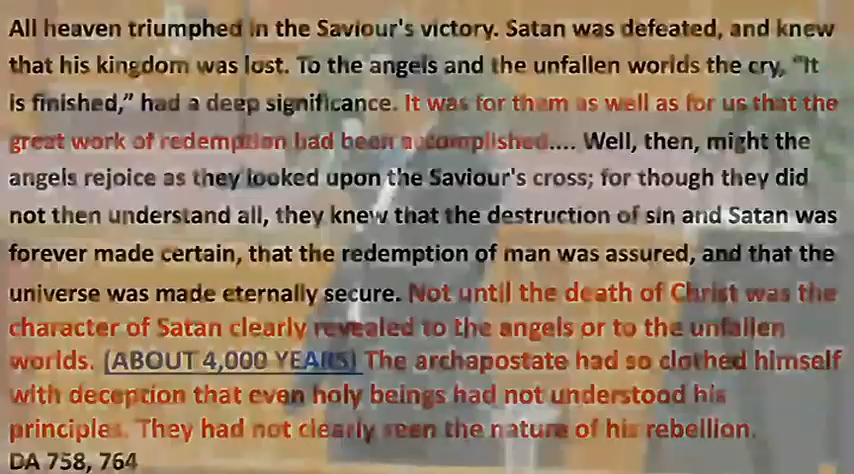 All heaven triumphed in the Saviour's victory. Satan was defeated, and knew
that his kingdom was lost. To the angels and the unfallen worlds the cry, "It
is finished," had a deep significance. It was for them as well as for us that the
great work of redemption had been accomplished.... Well, then, might the
angels rejoice as they looked upon the Saviour's cross; for though they did
not then understand all, they knew that the destruction of sin and Satan was
forever made certain, that the redemption of man was assured, and that the
universe was made eternally secure. Not until the death of Christ was the
character of Satan clearly revealed to the angels or to the unfallen
worlds. (ABOUT 4,000 YEARS) The archapostate had so clothed himself
with deception that even holy beings had not understood his
principles. They had not clearly seen the nature of his rebellion.
DA 758, 764